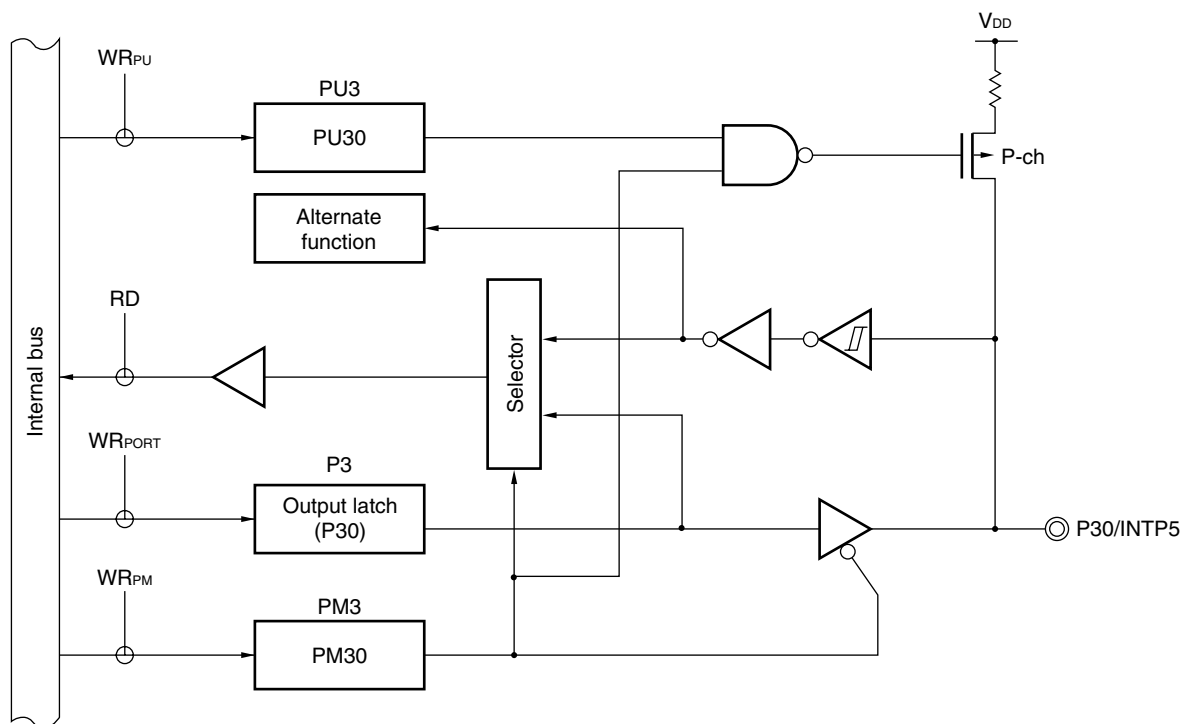 VDD
WRPU
PU3
PU30
P-ch
Alternate
function
RD
Internal bus
Selector
WRPORT
P3
Output latch
(P30)
P30/INTP5
WRPM
PM3
PM30